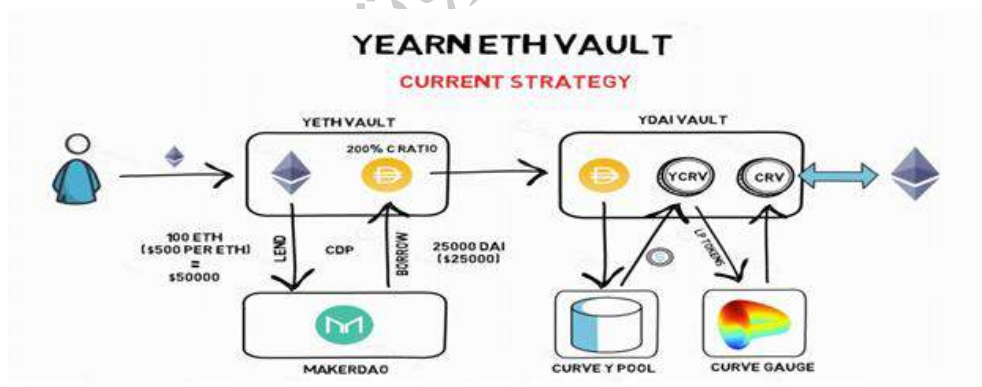 YEARN ETH VAULT
CURRENT STRATEGY
YETH VAULT
200% C RATIO
YDAI VAULT
YCRV
CRV
100 ETH
($500 PER ETH)
=
$50000
LEND
CDP
BORROW
25000 DAI
($25000)
LP TOKENS
MAKERDAO
CURVE Y POOL
CURVE GAUGE